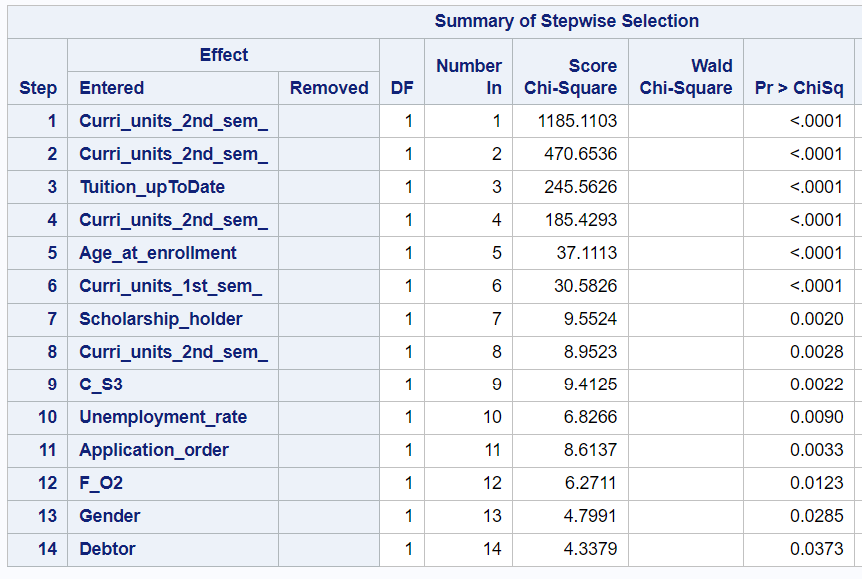 Summary of Stepwise Selection
Step Effect DF Number In Score Chi-Square Wald Chi-Square Pr > ChiSq
Entered Removed
1 Curri_units_2nd_sem_ 1 1 1185.1103 <.0001
2 Curri_units_2nd_sem_ 1 2 470.6536 <.0001
3 Tuition_upToDate 1 3 245.5626 <.0001
4 Curri_units_2nd_sem_ 1 4 185.4293 <.0001
5 Age_at_enrollment 1 5 37.1113 <.0001
6 Curri_units_1st_sem_ 1 6 30.5826 <.0001
7 Scholarship_holder 1 7 9.5524 0.0020
8 Curri_units_2nd_sem_ 1 8 8.9523 0.0028
9 C_S3 1 9 9.4125 0.0022
10 Unemployment_rate 1 10 6.8266 0.0090
11 Application_order 1 11 8.6137 0.0033
12 F_O2 1 12 6.2711 0.0123
13 Gender 1 13 4.7991 0.0285
14 Debtor 1 14 4.3379 0.0373